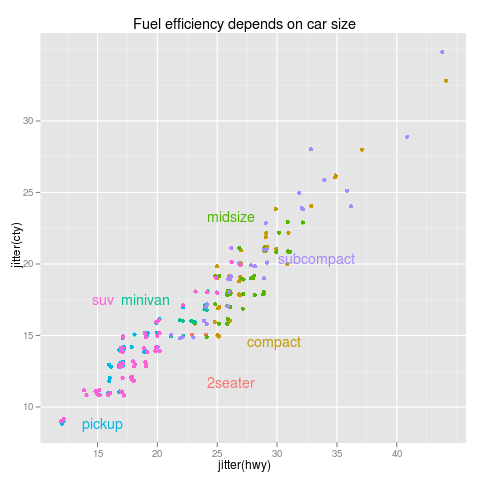 Fuel efficiency depends on car size
jitter(cty)
30
25
20
15
10
midsize
subcompact
suv minivan
compact
2seater
pickup
15 20 25 30 35 40
jitter(hwy)